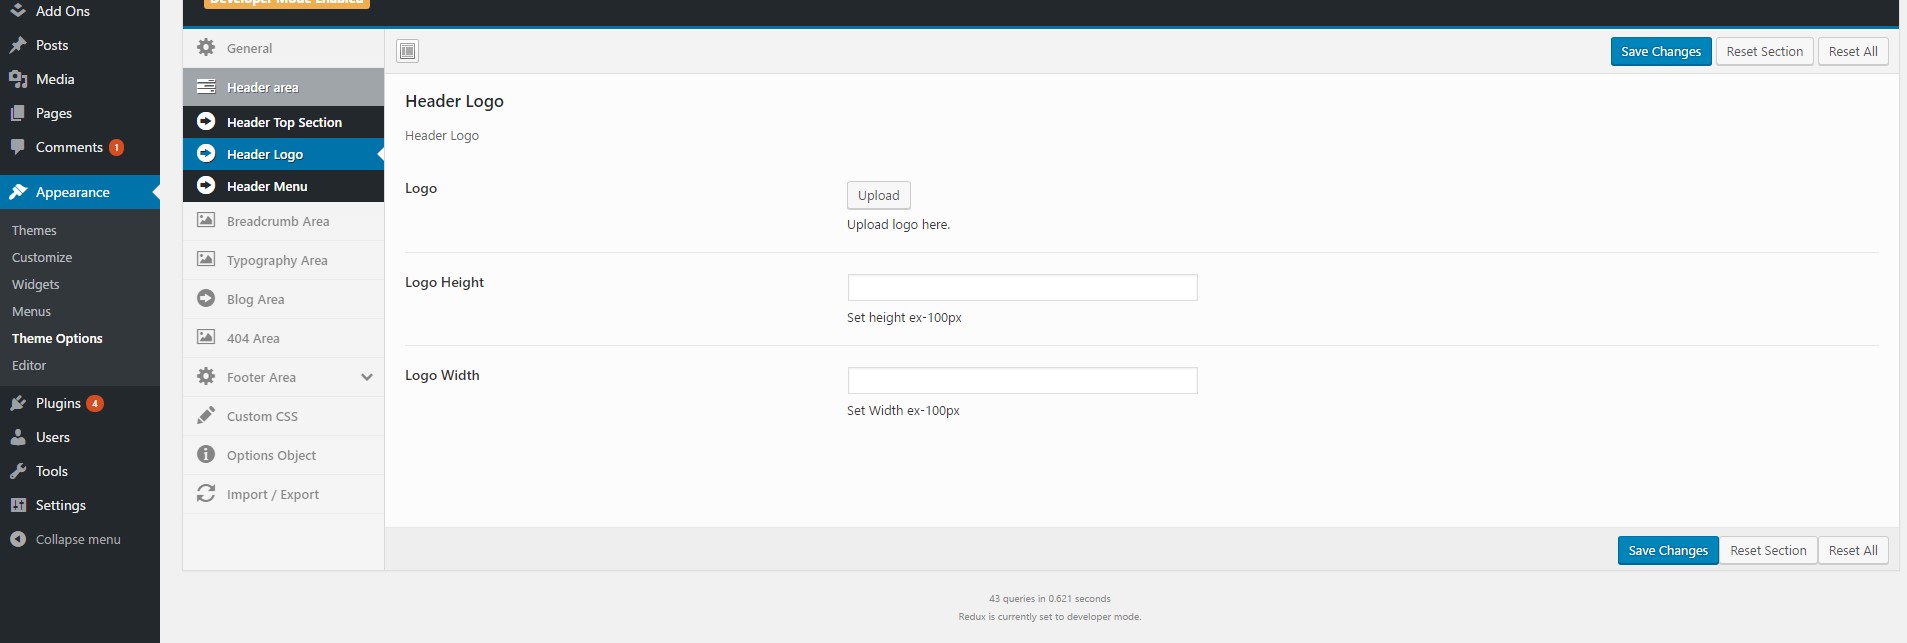 Developer Mode Enabled
Add Ons
Posts
Media
Pages
Comments 1
Appearance
Themes
Customize
Widgets
Menus
Theme Options
Editor
Plugins 4
Users
Tools
Settings
Collapse menu
General
Header area
Header Top Section
Header Logo
Header Menu
Breadcrumb Area
Typography Area
Blog Area
404 Area
Footer Area
Custom CSS
Options Object
Import / Export
Save Changes Reset Section Reset All
Header Logo
Header Logo
Logo
Upload
Upload logo here.
Logo Height
Set height ex-100px
Logo Width
Set Width ex-100px
Save Changes Reset Section Reset All
43 queries in 0.621 seconds
Redux is currently set to developer mode.